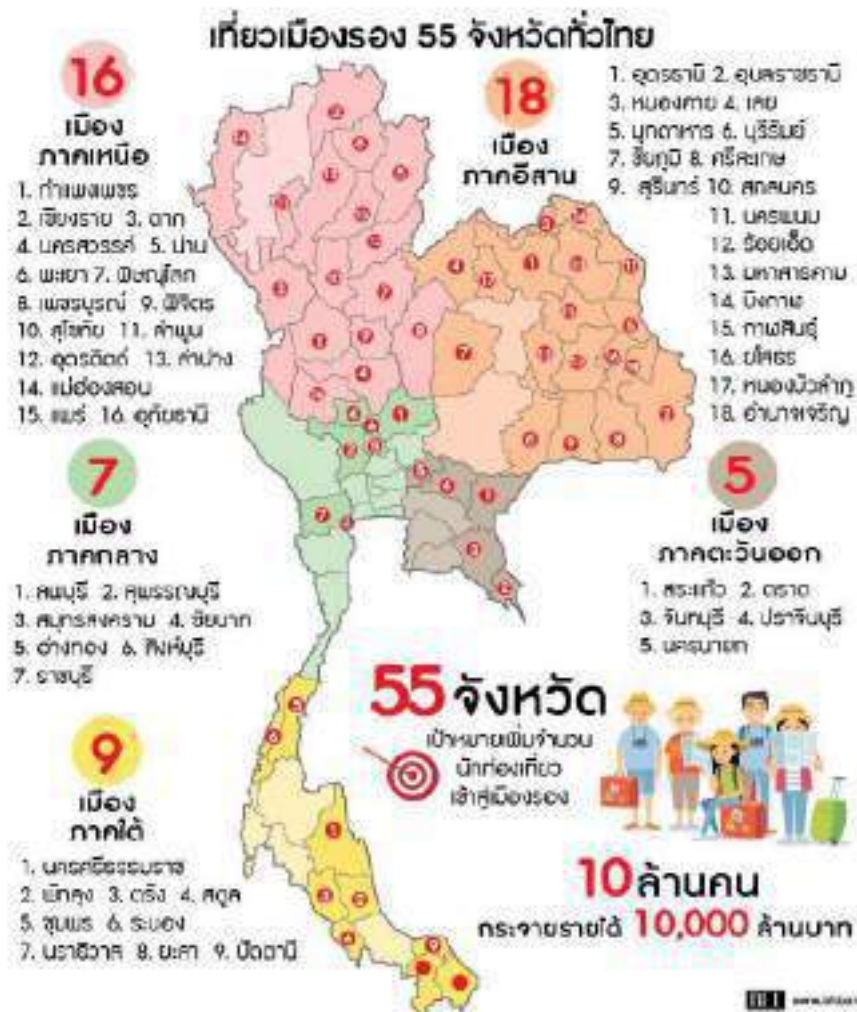 เที่ยวเมืองรอง 55 จังหวัดทั่วไทย
16
เมือง
ภาคเหนือ
1. กำแพงเพชร
2. เชียงราย 3. ตาก
4. นครสวรรค์ 5. น่าน
6. พะเยา 7. พิษณุโลก
8. เพชรบูรณ์ 9. พิจิตร
10. สุโขทัย 11. ลำพูน
12. อุตรดิตถ์ 13. ลำปาง
14. แม่ฮ่องสอน
15. แพร่ 16. อุทัยธานี
18
เมือง
ภาคอีสาน
1. อุดรธานี 2. อุบลราชธานี
3. หนองคาย 4. เลย
5. มุกดาหาร 6. บุรีรัมย์
7. ชัยภูมิ 8. ศรีสะเกษ
9. สุรินทร์ 10. สกลนคร
11. นครพนม
12. ร้อยเอ็ด
13. มหาสารคาม
14. บึงกาฬ
15. กาฬสินธุ์
16. ยโสธร
17. หนองบัวลำภู
18. อำนาจเจริญ
7
เมือง
ภาคกลาง
1. ลพบุรี 2. สุพรรณบุรี
3. สมุทรสงคราม 4. ชัยนาท
5. อ่างทอง 6. สิงห์บุรี
7. ราชบุรี
5
เมือง
ภาคตะวันออก
1. สระแก้ว 2. ตราด
3. จันทบุรี 4. ปราจีนบุรี
5. นครนายก
9
เมือง
ภาคใต้
1. นครศรีธรรมราช
2. พัทลุง 3. ตรัง 4. สตูล
5. ชุมพร 6. ระนอง
7. นราธิวาส 8. ยะลา 9. ปัตตานี
55 จังหวัด
เป้าหมายเพิ่มจำนวน
นักท่องเที่ยว
เข้าสู่เมืองรอง
10 ล้านคน
กระจายรายได้ 10,000 ล้านบาท